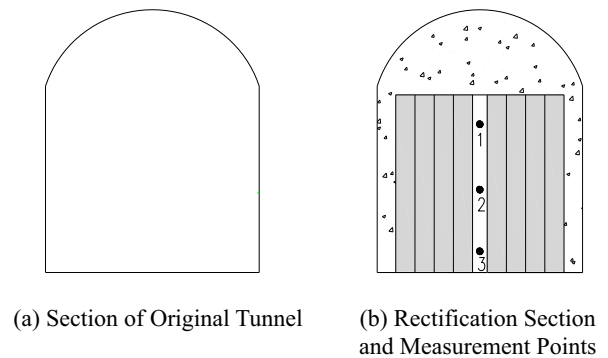 1
2
3
(a) Section of Original Tunnel
(b) Rectification Section
and Measurement Points